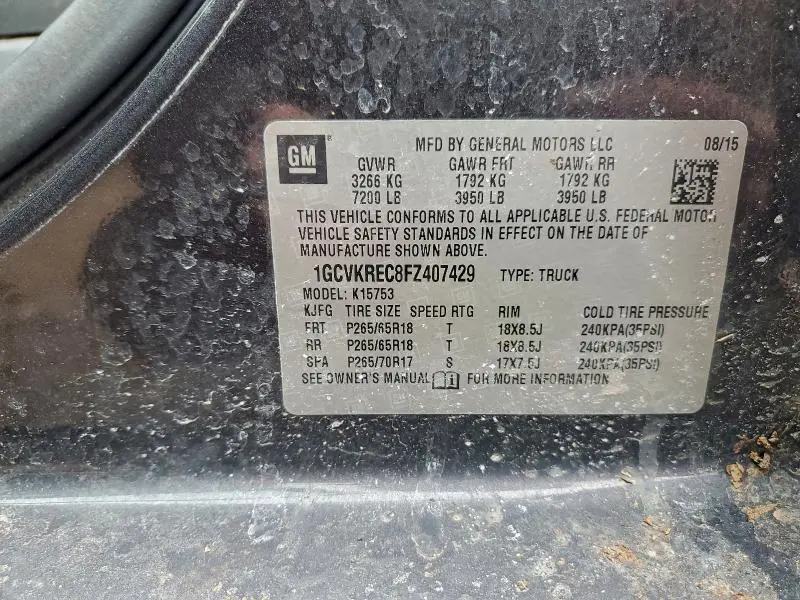 GM
MFD BY GENERAL MOTORS LLC 08/15
GVWR GAWR FRT GAWR RR
3266 KG 1792 KG 1792 KG
7200 LB 3950 LB 3950 LB
THIS VEHICLE CONFORMS TO ALL APPLICABLE U.S. FEDERAL MOTOR
VEHICLE SAFETY STANDARDS IN EFFECT ON THE DATE OF
MANUFACTURE SHOWN ABOVE.
1GCVKREC8FZ407429 TYPE: TRUCK
MODEL: K15753
KJFG TIRE SIZE SPEED RTG RIM COLD TIRE PRESSURE
FRT P265/65R18 T 18X8.5J 240KPA(35PSI)
RR P265/65R18 T 18X8.5J 240KPA(35PSI)
SPA P265/70R17 S 17X7.5J 240KPA(35PSI)
SEE OWNER'S MANUAL FOR MORE INFORMATION